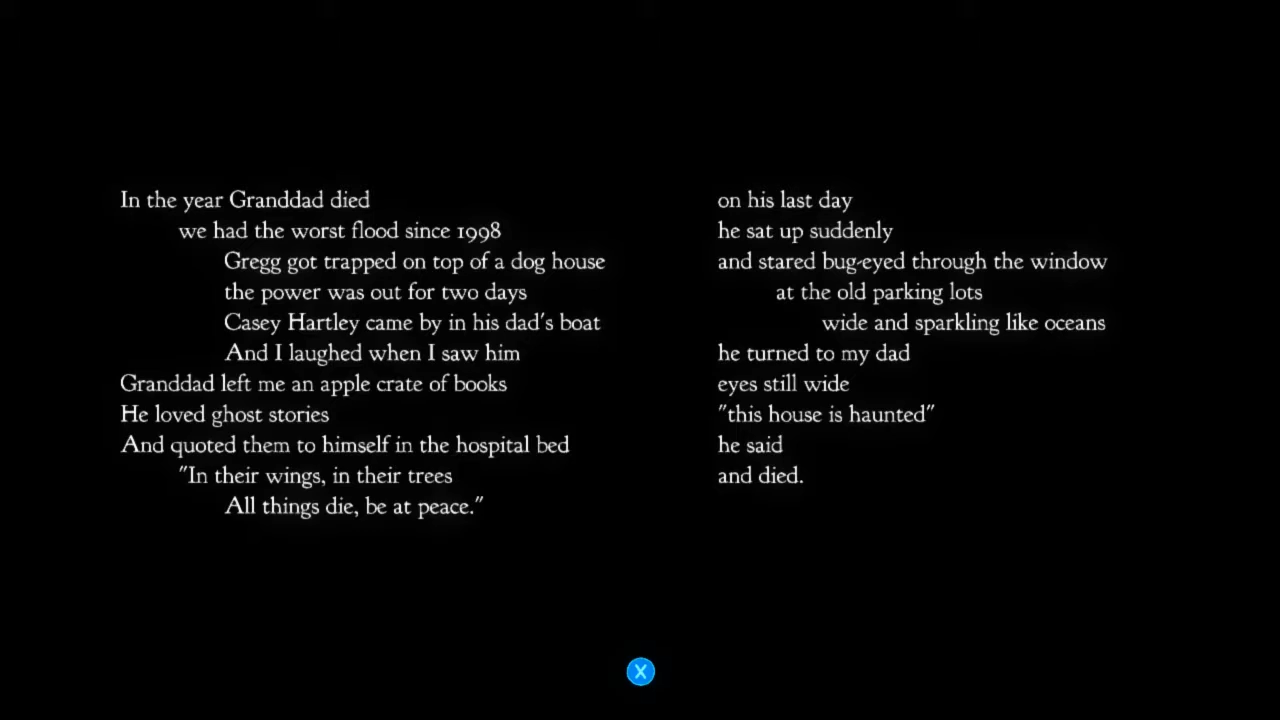 In the year Granddad died
we had the worst flood since 1998
Gregg got trapped on top of a dog house
the power was out for two days
Casey Hartley came by in his dad's boat
And I laughed when I saw him
Granddad left me an apple crate of books
He loved ghost stories
And quoted them to himself in the hospital bed
"In their wings, in their trees
All things die, be at peace."
on his last day
he sat up suddenly
and stared bug-eyed through the window
at the old parking lots
wide and sparkling like oceans
he turned to my dad
eyes still wide
"this house is haunted"
he said
and died.
X